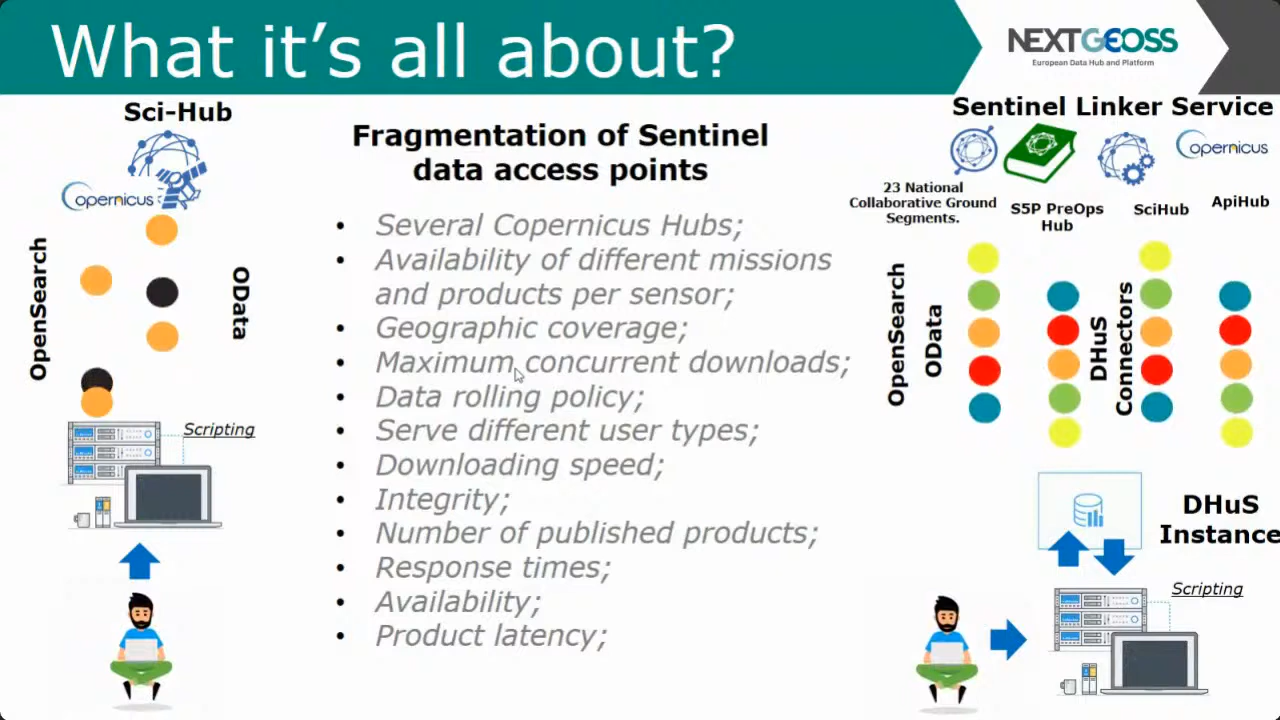 What it's all about?
NEXTGEOSS
European Data Hub and Platform
Sci-Hub
Copernicus
OpenSearch
OData
Scripting
Fragmentation of Sentinel
data access points
• Several Copernicus Hubs;
• Availability of different missions
and products per sensor;
• Geographic coverage;
• Maximum concurrent downloads;
• Data rolling policy;
• Serve different user types;
• Downloading speed;
• Integrity;
• Number of published products;
• Response times;
• Availability;
• Product latency;
Sentinel Linker Service
Copernicus
23 National
Collaborative Ground
Segments.
S5P PreOps
Hub
SciHub
ApiHub
OpenSearch
OData
DHuS
Connectors
DHuS
Instance
Scripting